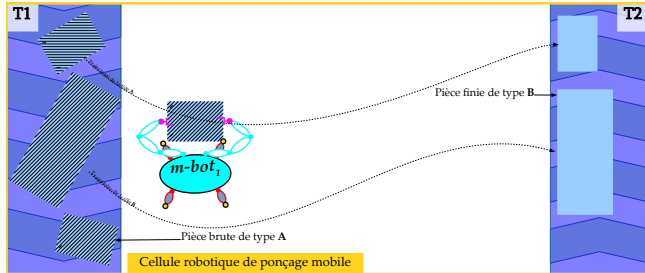 T1
T2
Pièce finie de type B
m-bot1
Pièce brute de type A
Cellule robotique de ponçage mobile